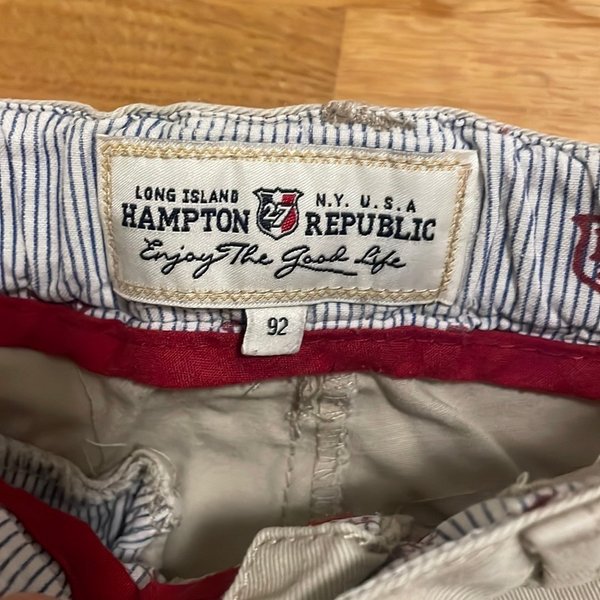 LONG ISLAND N.Y. U.S.A
HAMPTON 27 REPUBLIC
Enjoy The Good Life
92